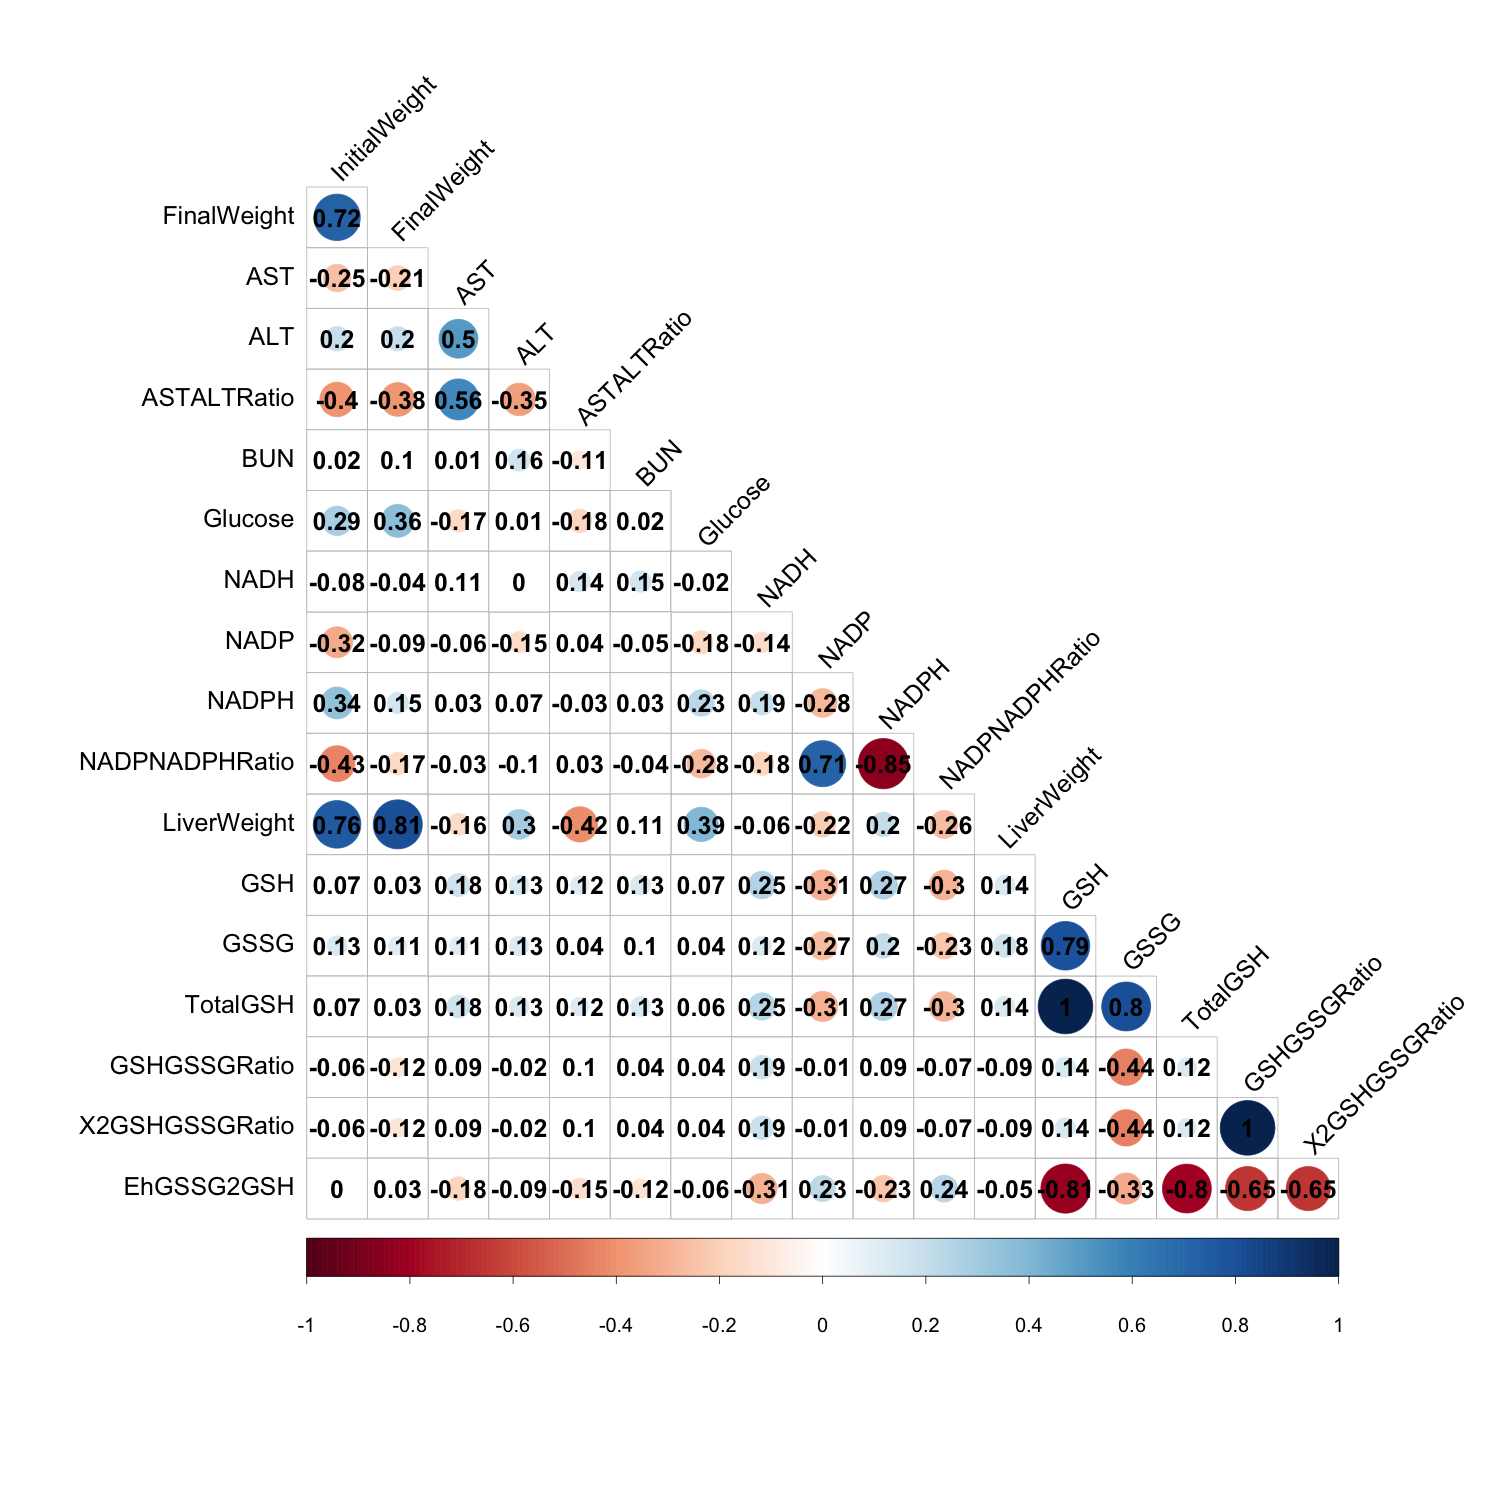 InitialWeight
FinalWeight 0.72 FinalWeight
AST -0.25 -0.21 AST
ALT 0.2 0.2 0.5 ALT
ASTALTRatio -0.4 -0.38 0.56 -0.35 ASTALTRatio
BUN 0.02 0.1 0.01 0.16 -0.11 BUN
Glucose 0.29 0.36 -0.17 0.01 -0.18 0.02 Glucose
NADH -0.08 -0.04 0.11 0 0.14 0.15 -0.02 NADH
NADP -0.32 -0.09 -0.06 -0.15 0.04 -0.05 -0.18 -0.14 NADP
NADPH 0.34 0.15 0.03 0.07 -0.03 0.03 0.23 0.19 -0.28 NADPH
NADPNADPHRatio -0.43 -0.17 -0.03 -0.1 0.03 -0.04 -0.28 -0.18 0.71 -0.85 NADPNADPHRatio
LiverWeight 0.76 0.81 -0.16 0.3 -0.42 0.11 0.39 -0.06 -0.22 0.2 -0.26 LiverWeight
GSH 0.07 0.03 0.18 0.13 0.12 0.13 0.07 0.25 -0.31 0.27 -0.3 0.14 GSH
GSSG 0.13 0.11 0.11 0.13 0.04 0.1 0.04 0.12 -0.27 0.2 -0.23 0.18 0.79 GSSG
TotalGSH 0.07 0.03 0.18 0.13 0.12 0.13 0.06 0.25 -0.31 0.27 -0.3 0.14 1 0.8 TotalGSH
GSHGSSGRatio -0.06 -0.12 0.09 -0.02 0.1 0.04 0.04 0.19 -0.01 0.09 -0.07 -0.09 0.14 -0.44 0.12 GSHGSSGRatio
X2GSHGSSGRatio -0.06 -0.12 0.09 -0.02 0.1 0.04 0.04 0.19 -0.01 0.09 -0.07 -0.09 0.14 -0.44 0.12 1 X2GSHGSSGRatio
EhGSSG2GSH 0 0.03 -0.18 -0.09 -0.15 -0.12 -0.06 -0.31 0.23 -0.23 0.24 -0.05 -0.81 -0.33 -0.8 -0.65 -0.65
-1 -0.8 -0.6 -0.4 -0.2 0 0.2 0.4 0.6 0.8 1